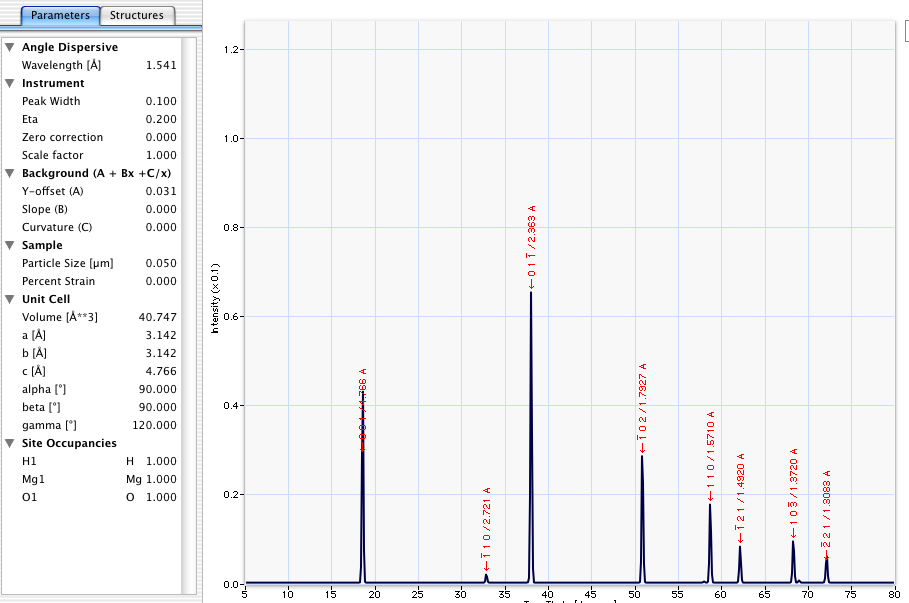 Parameters Structures
Angle Dispersive
Wavelength [Å] 1.541
Instrument
Peak Width 0.100
Eta 0.200
Zero correction 0.000
Scale factor 1.000
Background (A + Bx +C/x)
Y-offset (A) 0.031
Slope (B) 0.000
Curvature (C) 0.000
Sample
Particle Size [µm] 0.050
Percent Strain 0.000
Unit Cell
Volume [Å**3] 40.747
a [Å] 3.142
b [Å] 3.142
c [Å] 4.766
alpha [°] 90.000
beta [°] 90.000
gamma [°] 120.000
Site Occupancies
H1 H 1.000
Mg1 Mg 1.000
O1 O 1.000
Intensity (x 0.1)
1.2
1.0
0.8
0.6
0.4
0.2
0.0
← 1̅ 1 0 / 2.721 A
← 0 1 1̅ / 2.363 A
← 1̅ 0 2 / 1.7927 A
← 1 1 0 / 1.5710 A
← 1̅ 2 1 / 1.4920 A
← 1 0 3̅ / 1.3720 A
← 2̅ 2 1 / 1.3083 A
5 10 15 20 25 30 35 40 45 50 55 60 65 70 75 80